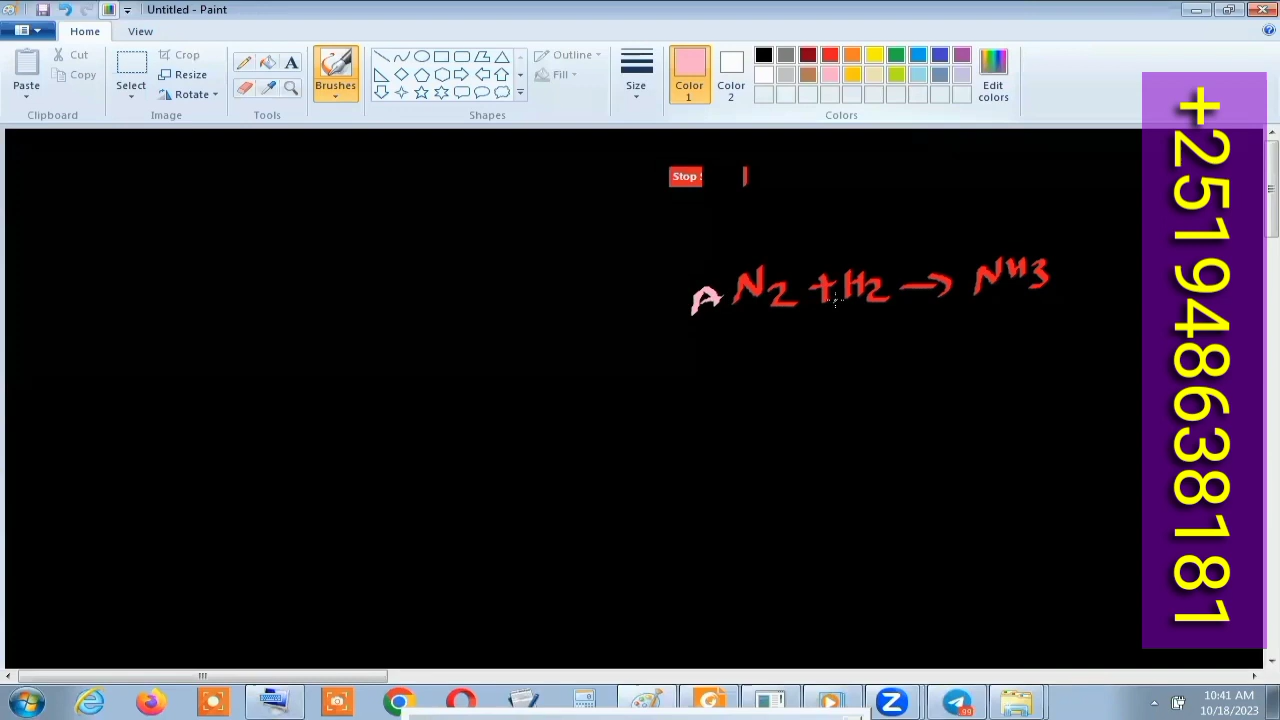 Untitled - Paint
Home
View
Paste
Cut
Copy
Clipboard
Select
Crop
Resize
Rotate
Image
Tools
Brushes
Outline
Fill
Shapes
Size
Color 1
Color 2
Edit colors
Colors
Stop
A N2 + H2 → NH3
+251948638181
10:41 AM
10/18/2023